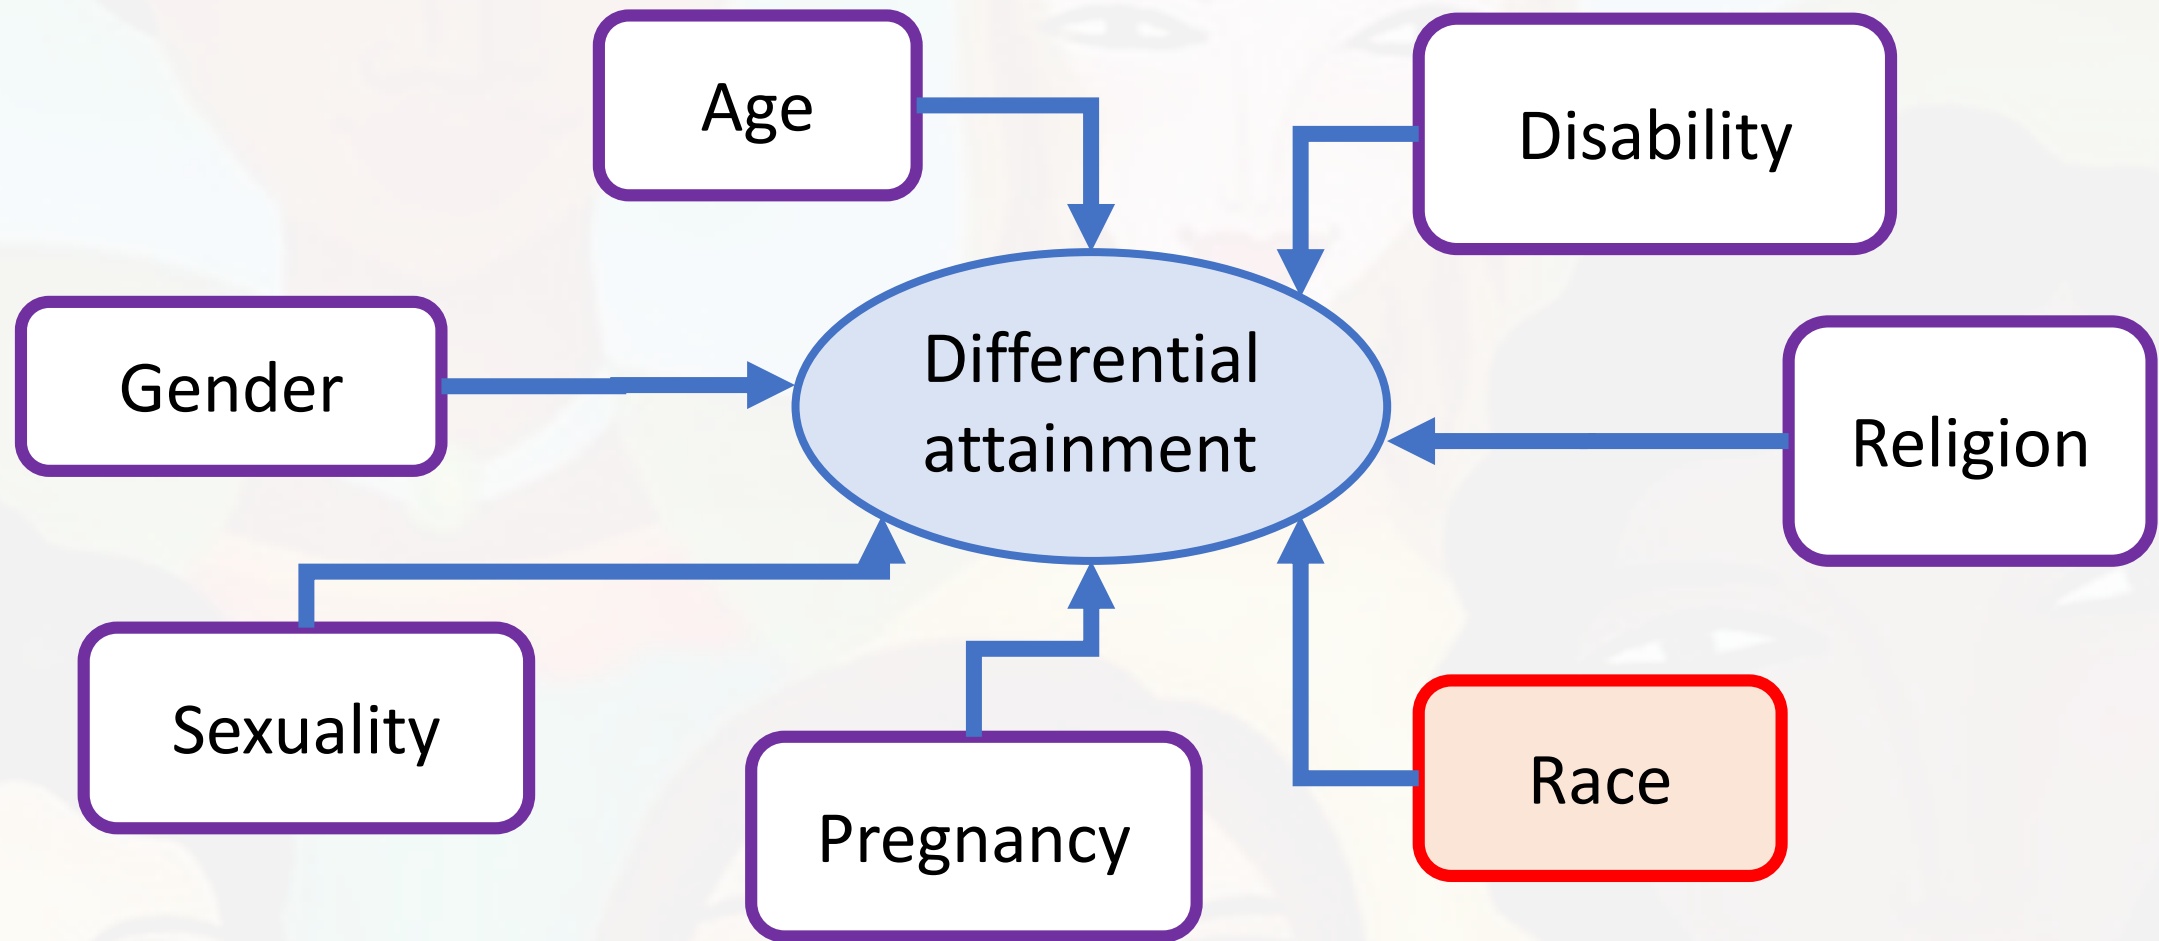 Age
Disability
Differential
attainment
Gender
Religion
Sexuality
Pregnancy
Race